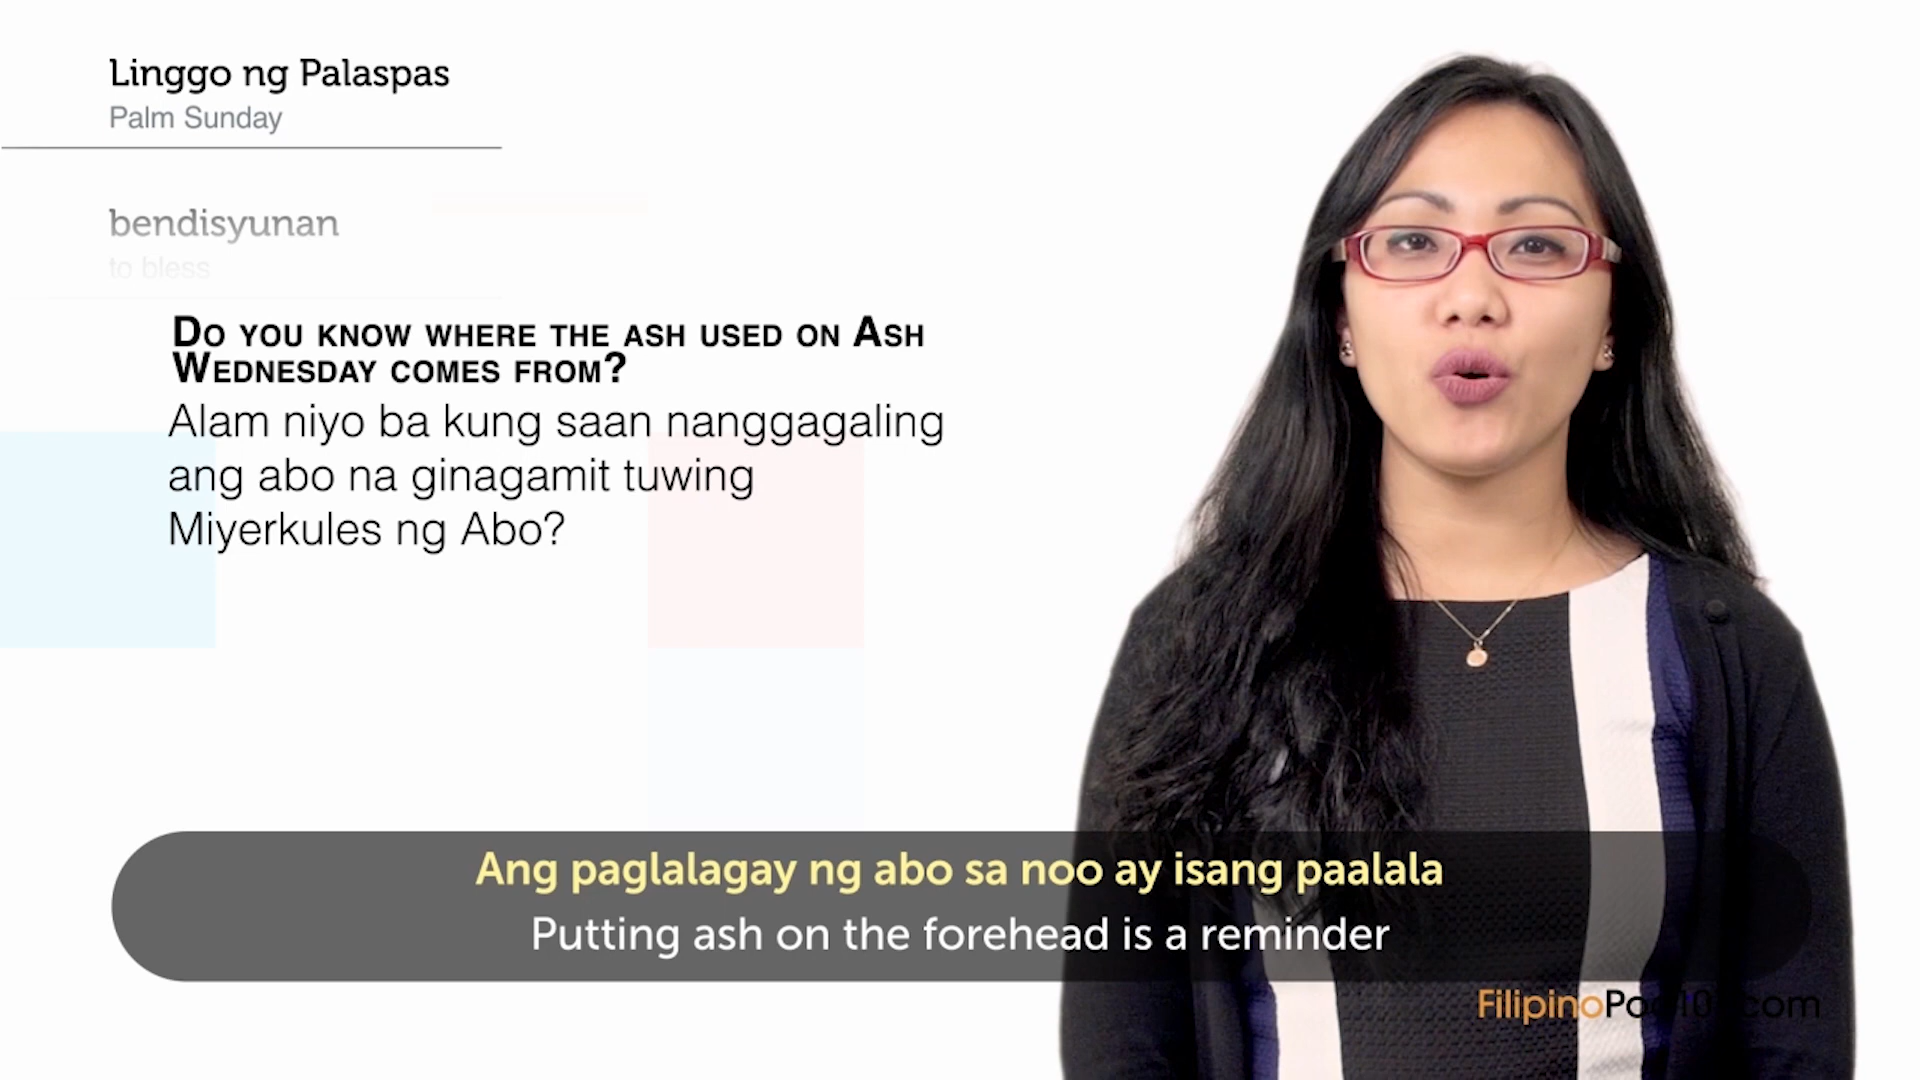 Linggo ng Palaspas
Palm Sunday
bendisyunan
to bless
Do you know where the ash used on Ash
Wednesday comes from?
Alam niyo ba kung saan nanggagaling
ang abo na ginagamit tuwing
Miyerkules ng Abo?
Ang paglalagay ng abo sa noo ay isang paalala
Putting ash on the forehead is a reminder
FilipinoPod101.com